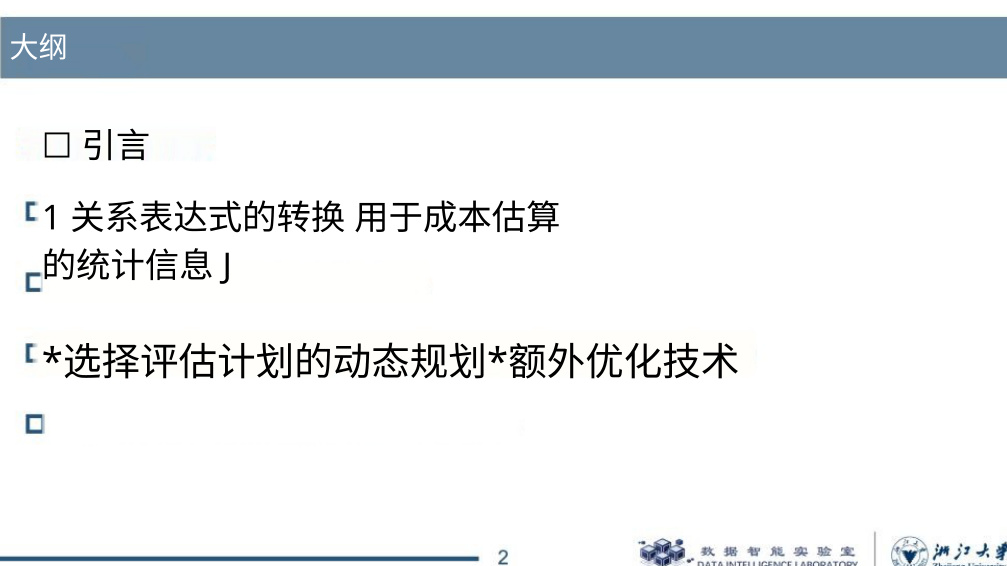 大纲
☐ 引言
1 关系表达式的转换 用于成本估算
的统计信息 J
*选择评估计划的动态规划*额外优化技术
2
数据智能实验室
DATA INTELLIGENCE LABORATORY
浙江大学
Zhejiang University